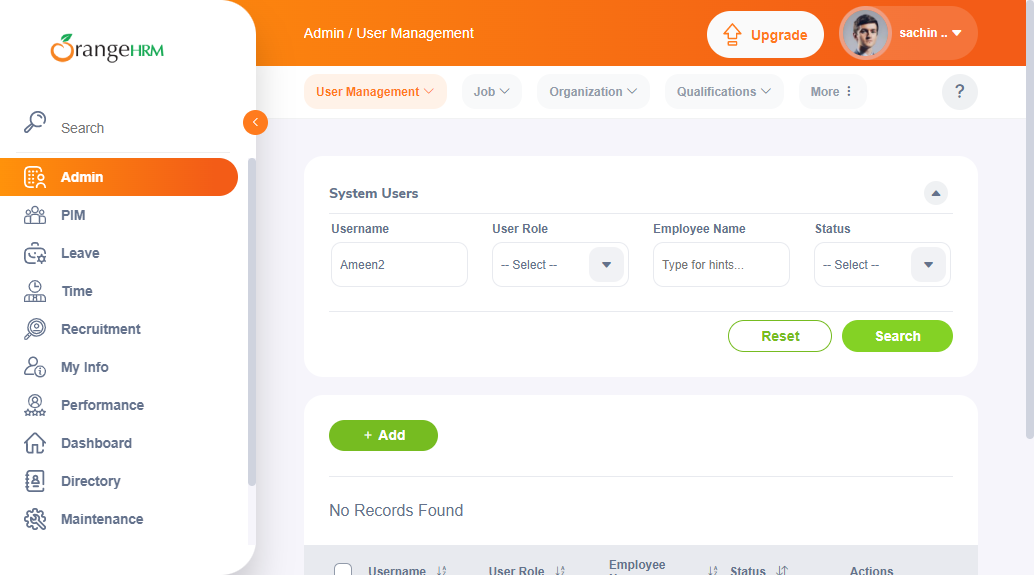 OrangeHRM
Search
Admin
PIM
Leave
Time
Recruitment
My Info
Performance
Dashboard
Directory
Maintenance
Admin / User Management
Upgrade
sachin ..
User Management
Job
Organization
Qualifications
More
?
System Users
Username
User Role
Employee Name
Status
Ameen2
-- Select --
Type for hints...
-- Select --
Reset
Search
+ Add
No Records Found
Username
User Role
Employee
Status
Actions